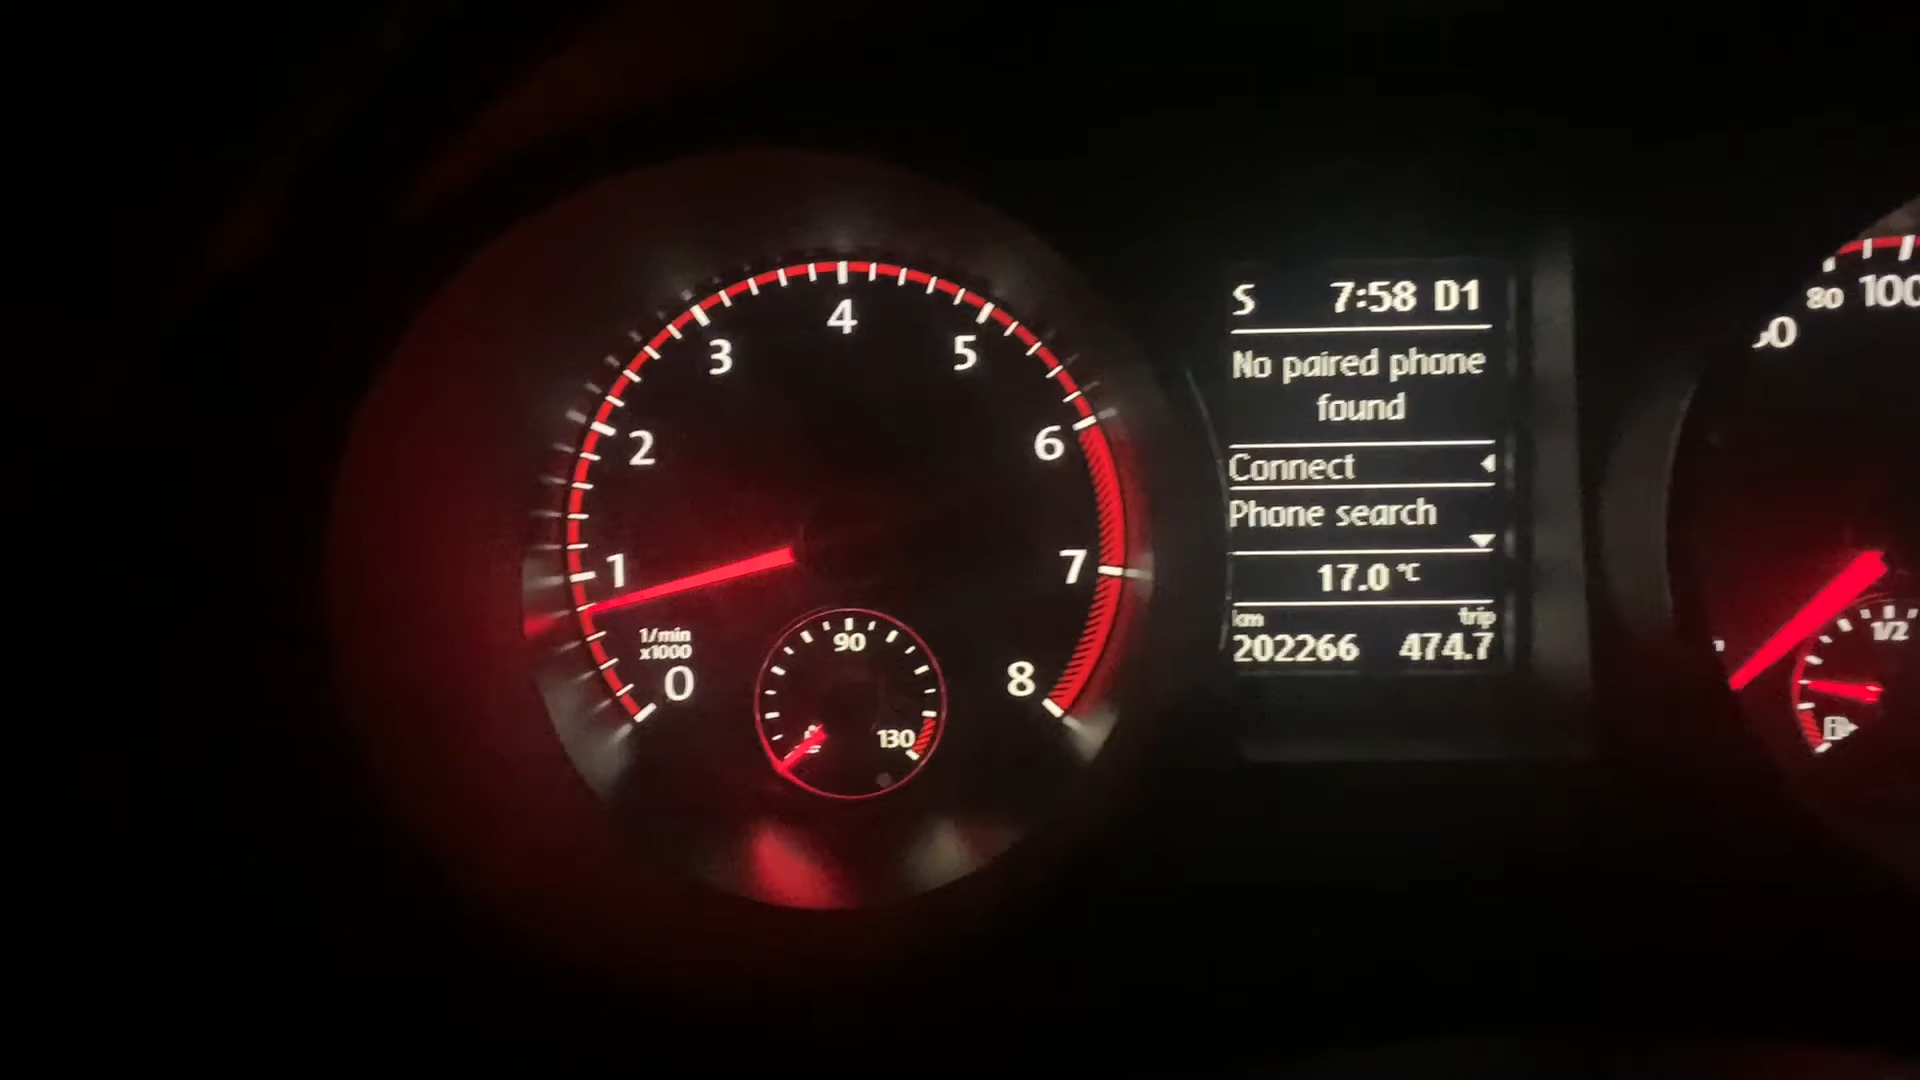 4
3
5
2
6
1
7
1/min
x1000
0
8
90
130
S 7:58 D1
No paired phone
found
Connect
Phone search
17.0 °C
km trip
202266 474.7
80 100
1/2